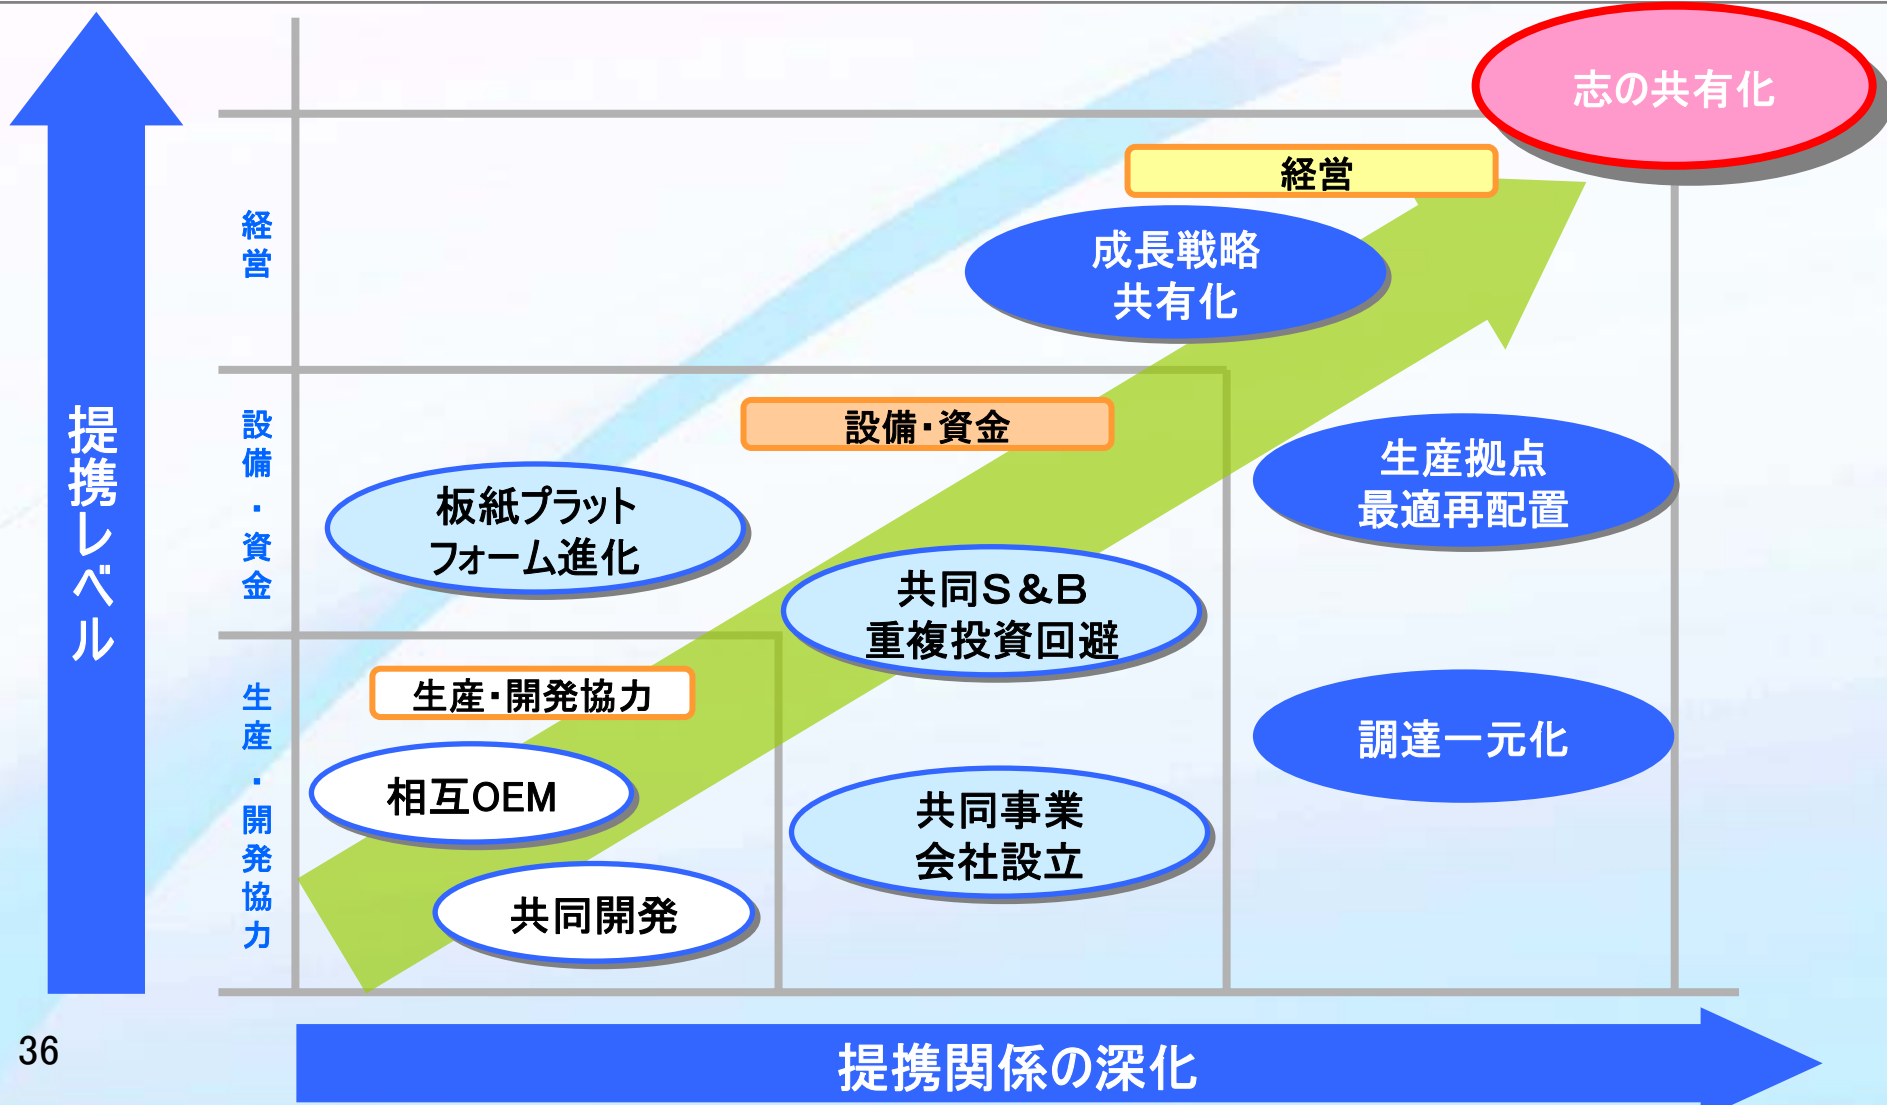 志の共有化
経営
経営
成長戦略
共有化
提携レベル
設備・資金
設備・資金
板紙プラット
フォーム進化
生産拠点
最適再配置
共同S&B
重複投資回避
生産・開発協力
生産・開発協力
相互OEM
調達一元化
共同事業
会社設立
共同開発
36
提携関係の深化